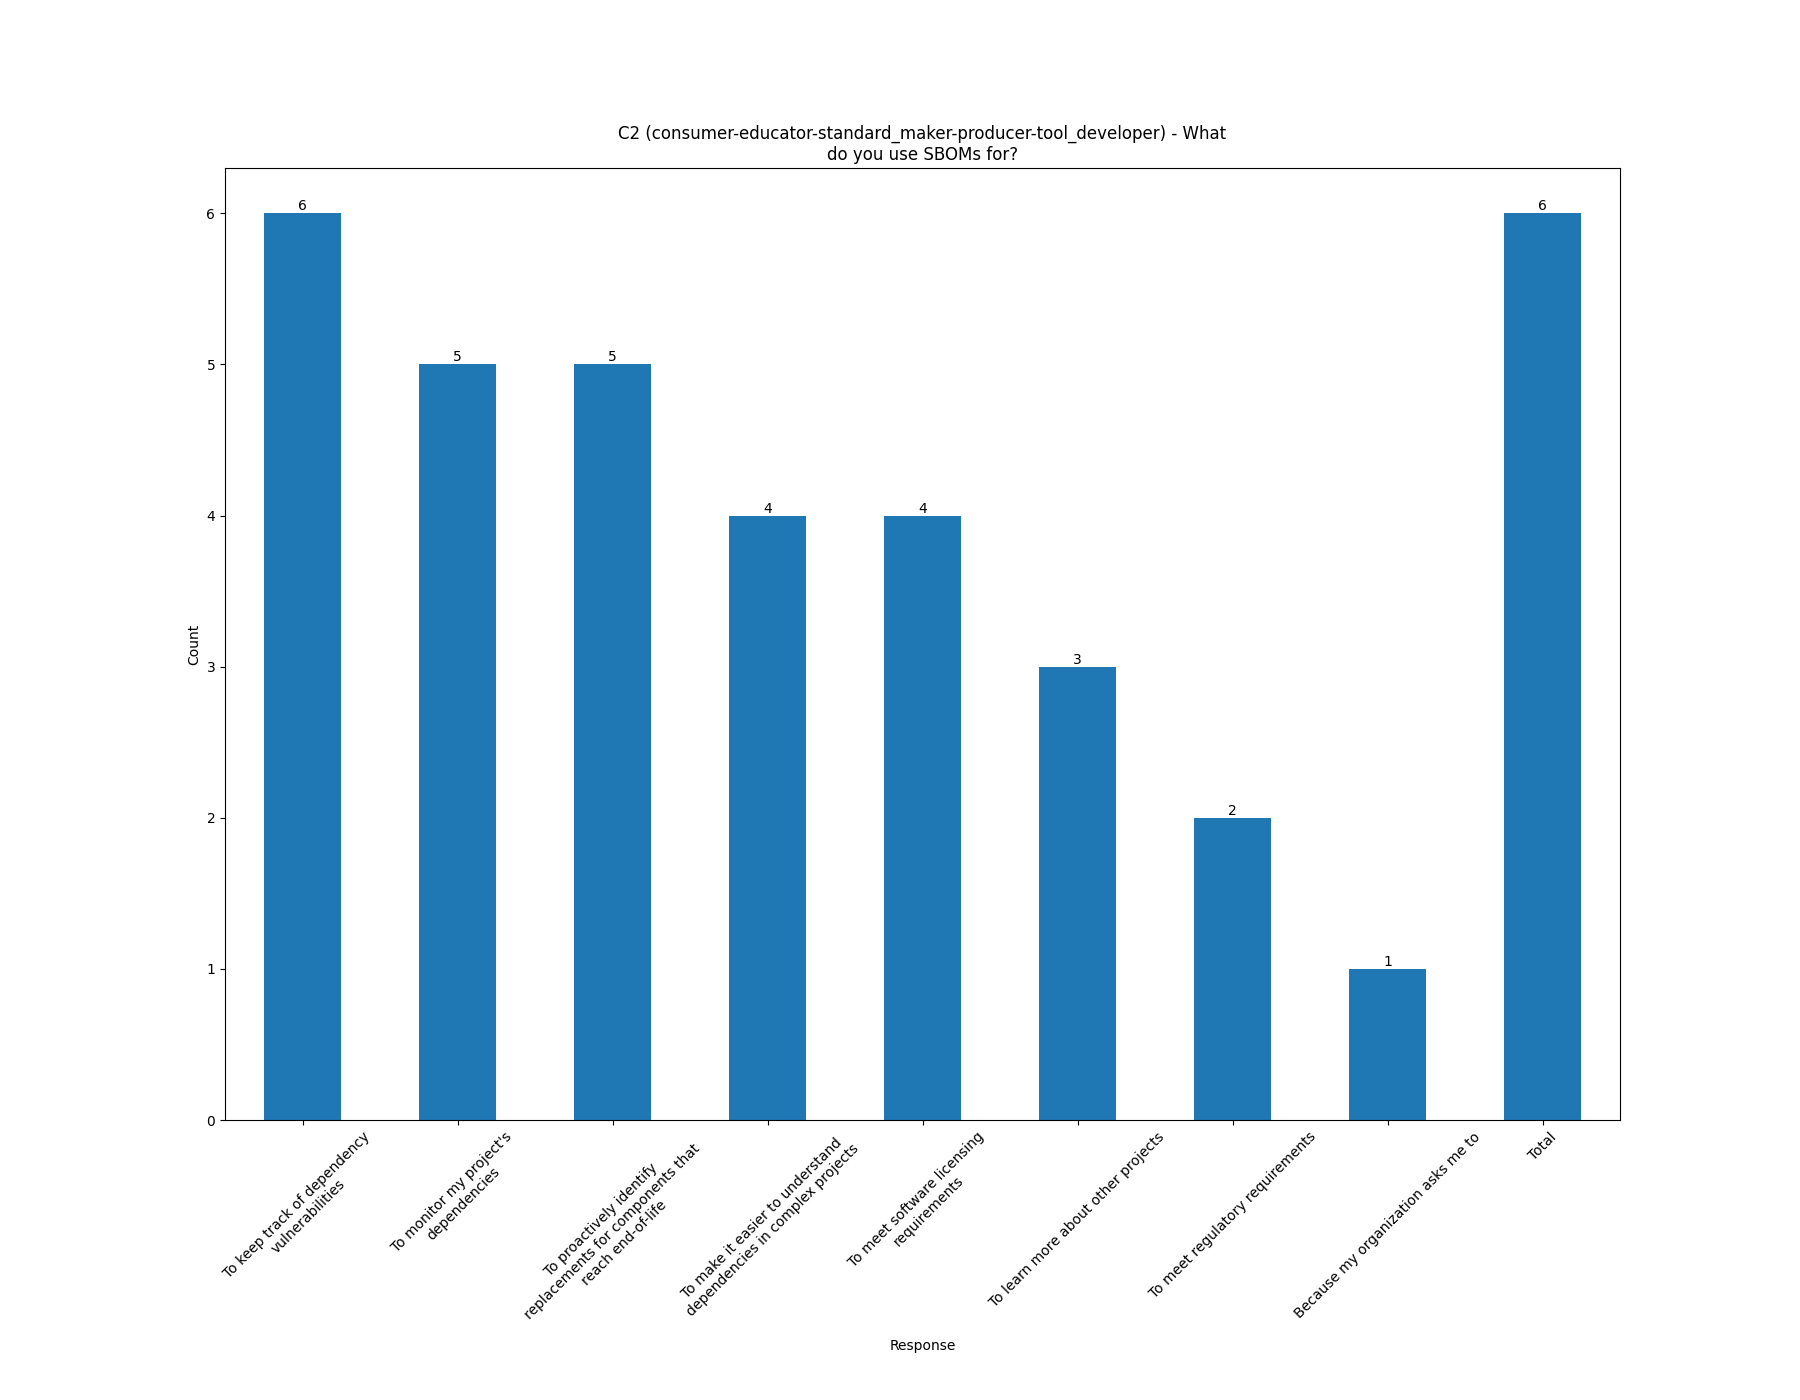 C2 (consumer-educator-standard_maker-producer-tool_developer) - What
do you use SBOMs for?
6
5
5
4
4
3
2
1
6
Count
6
5
4
3
2
1
0
To keep track of dependency
vulnerabilities
To monitor my project's
dependencies
To proactively identify
replacements for components that
reach end-of-life
To make it easier to understand
dependencies in complex projects
To meet software licensing
requirements
To learn more about other projects
To meet regulatory requirements
Because my organization asks me to
Total
Response